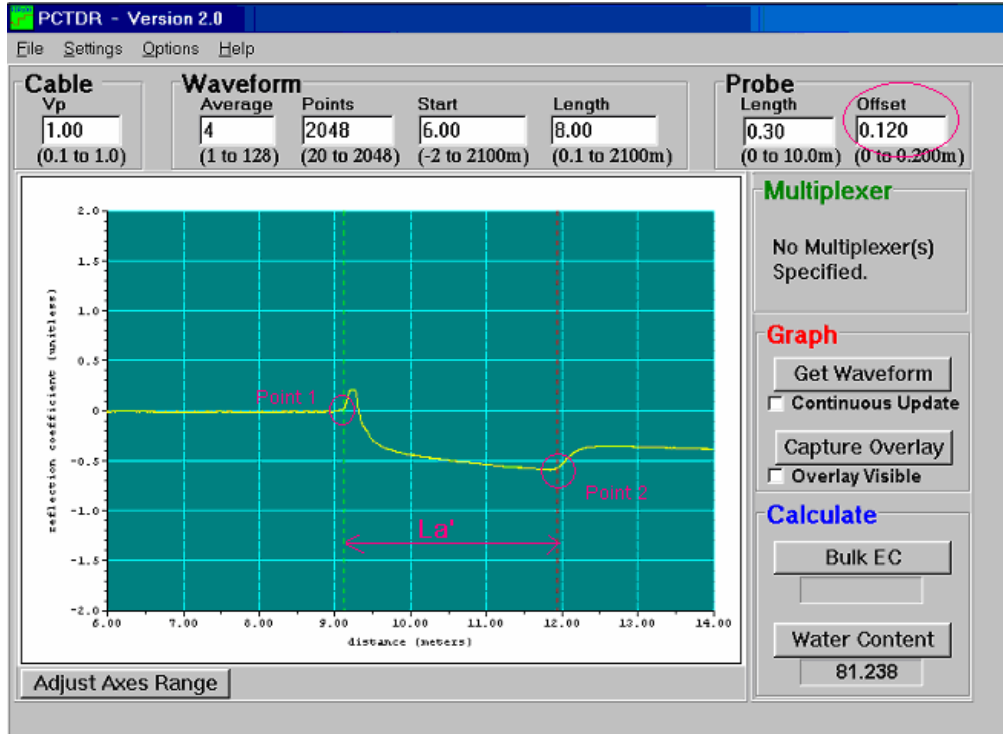 PCTDR - Version 2.0
File Settings Options Help
Cable
Vp
1.00
(0.1 to 1.0)
Waveform
Average Points Start Length
4 2048 6.00 8.00
(1 to 128) (20 to 2048) (-2 to 2100m) (0.1 to 2100m)
Probe
Length Offset
0.30 0.120
(0 to 10.0m) (0 to 0.200m)
reflection coefficient (unitless)
2.0
1.5
1.0
0.5
0
-0.5
-1.0
-1.5
-2.0
Point 1
Point 2
La'
6.00 7.00 8.00 9.00 10.00 11.00 12.00 13.00 14.00
distance (meters)
Adjust Axes Range
Multiplexer
No Multiplexer(s)
Specified.
Graph
Get Waveform
Continuous Update
Capture Overlay
Overlay Visible
Calculate
Bulk EC
Water Content
81.238